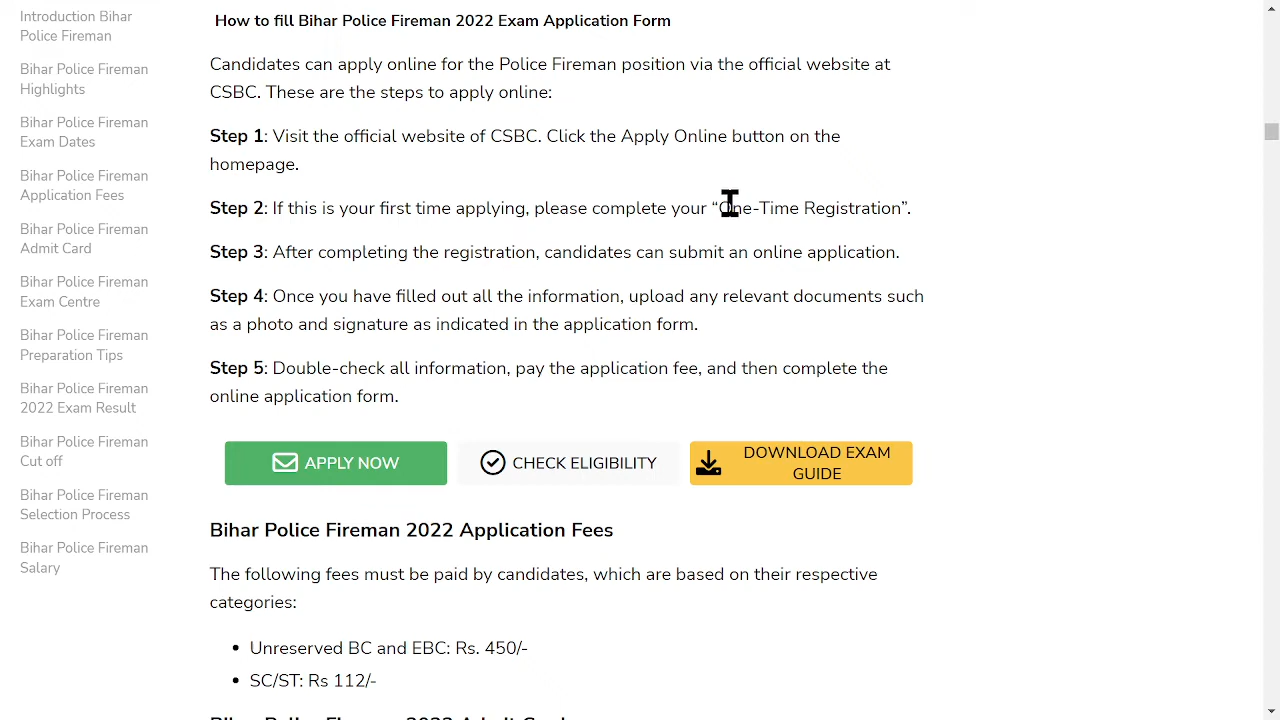 Introduction Bihar
Police Fireman
Bihar Police Fireman
Highlights
Bihar Police Fireman
Exam Dates
Bihar Police Fireman
Application Fees
Bihar Police Fireman
Admit Card
Bihar Police Fireman
Exam Centre
Bihar Police Fireman
Preparation Tips
Bihar Police Fireman
2022 Exam Result
Bihar Police Fireman
Cut off
Bihar Police Fireman
Selection Process
Bihar Police Fireman
Salary
How to fill Bihar Police Fireman 2022 Exam Application Form
Candidates can apply online for the Police Fireman position via the official website at
CSBC. These are the steps to apply online:
Step 1: Visit the official website of CSBC. Click the Apply Online button on the
homepage.
Step 2: If this is your first time applying, please complete your “One-Time Registration”.
Step 3: After completing the registration, candidates can submit an online application.
Step 4: Once you have filled out all the information, upload any relevant documents such
as a photo and signature as indicated in the application form.
Step 5: Double-check all information, pay the application fee, and then complete the
online application form.
APPLY NOW
CHECK ELIGIBILITY
DOWNLOAD EXAM
GUIDE
Bihar Police Fireman 2022 Application Fees
The following fees must be paid by candidates, which are based on their respective
categories:
• Unreserved BC and EBC: Rs. 450/-
• SC/ST: Rs 112/-
Bihar Police Fireman 2022 Admit Card